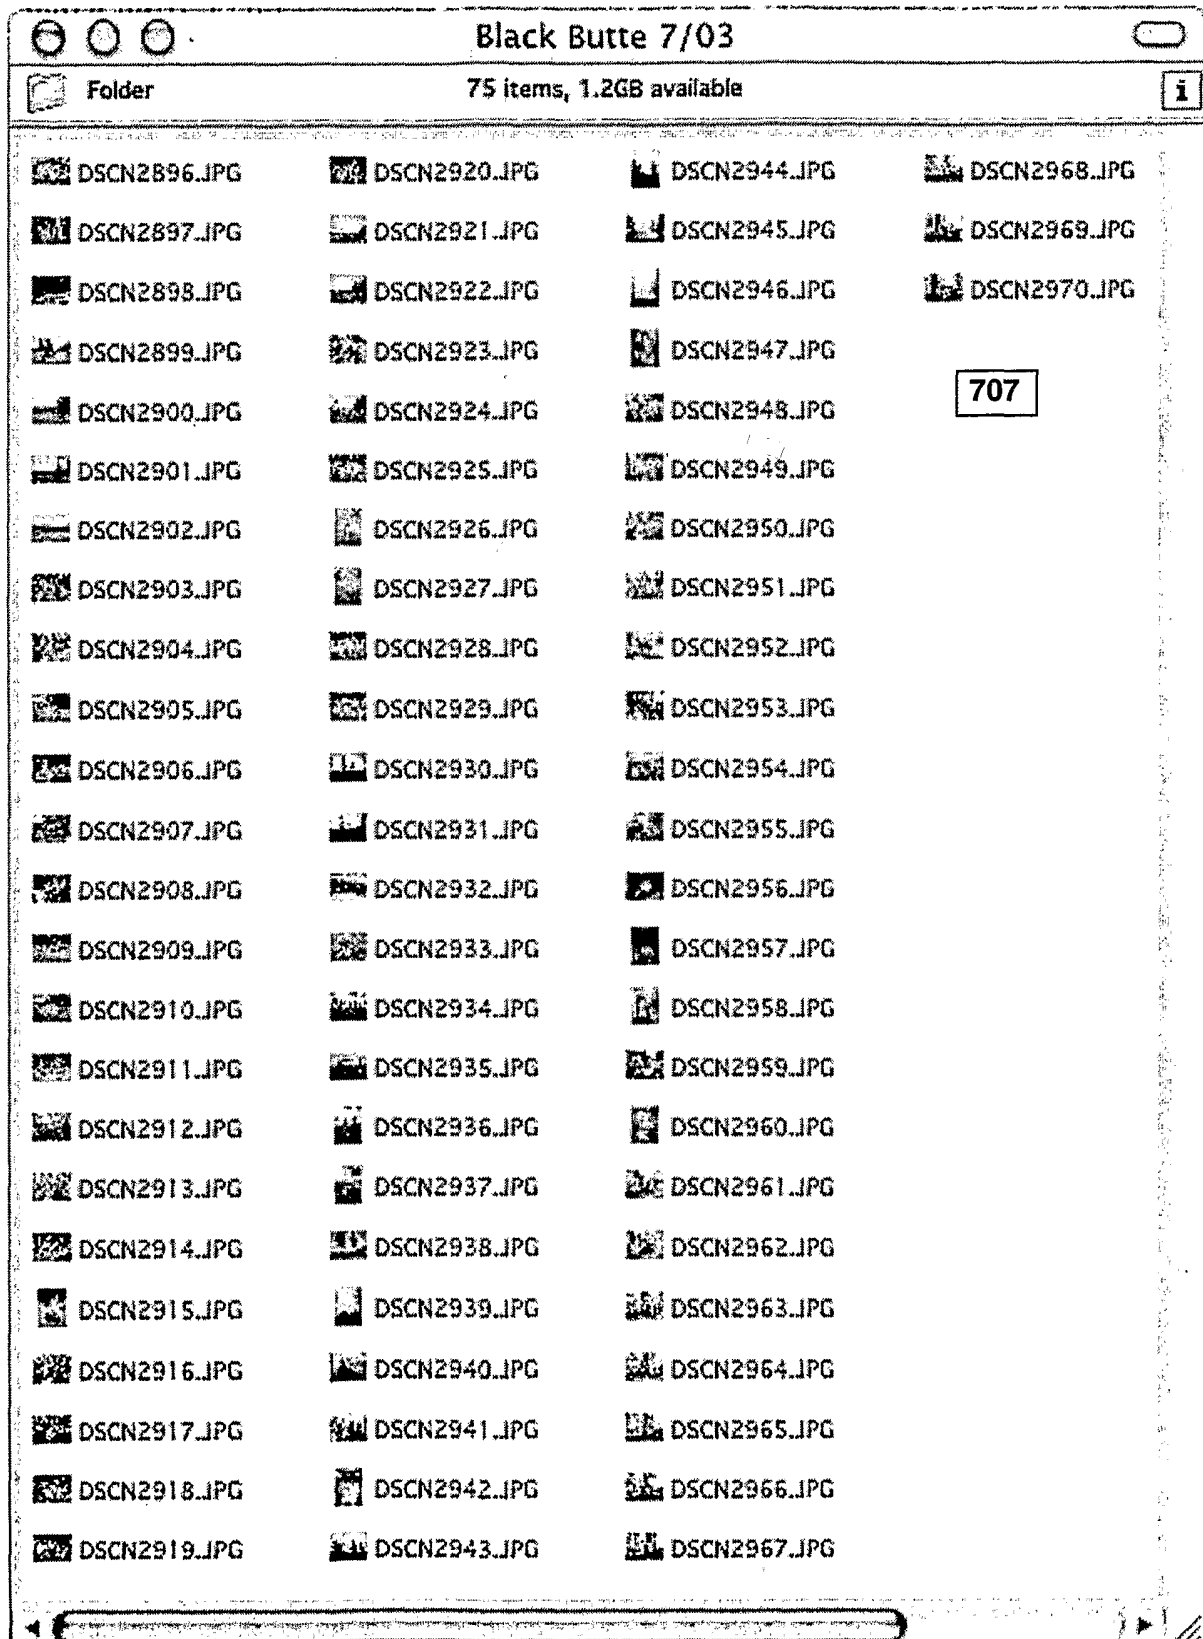 Black Butte 7/03
Folder 75 items, 1.2GB available i
DSCN2896.JPG DSCN2920.JPG DSCN2944.JPG DSCN2968.JPG
DSCN2897.JPG DSCN2921.JPG DSCN2945.JPG DSCN2969.JPG
DSCN2898.JPG DSCN2922.JPG DSCN2946.JPG DSCN2970.JPG
DSCN2899.JPG DSCN2923.JPG DSCN2947.JPG
707
DSCN2900.JPG DSCN2924.JPG DSCN2948.JPG
DSCN2901.JPG DSCN2925.JPG DSCN2949.JPG
DSCN2902.JPG DSCN2926.JPG DSCN2950.JPG
DSCN2903.JPG DSCN2927.JPG DSCN2951.JPG
DSCN2904.JPG DSCN2928.JPG DSCN2952.JPG
DSCN2905.JPG DSCN2929.JPG DSCN2953.JPG
DSCN2906.JPG DSCN2930.JPG DSCN2954.JPG
DSCN2907.JPG DSCN2931.JPG DSCN2955.JPG
DSCN2908.JPG DSCN2932.JPG DSCN2956.JPG
DSCN2909.JPG DSCN2933.JPG DSCN2957.JPG
DSCN2910.JPG DSCN2934.JPG DSCN2958.JPG
DSCN2911.JPG DSCN2935.JPG DSCN2959.JPG
DSCN2912.JPG DSCN2936.JPG DSCN2960.JPG
DSCN2913.JPG DSCN2937.JPG DSCN2961.JPG
DSCN2914.JPG DSCN2938.JPG DSCN2962.JPG
DSCN2915.JPG DSCN2939.JPG DSCN2963.JPG
DSCN2916.JPG DSCN2940.JPG DSCN2964.JPG
DSCN2917.JPG DSCN2941.JPG DSCN2965.JPG
DSCN2918.JPG DSCN2942.JPG DSCN2966.JPG
DSCN2919.JPG DSCN2943.JPG DSCN2967.JPG